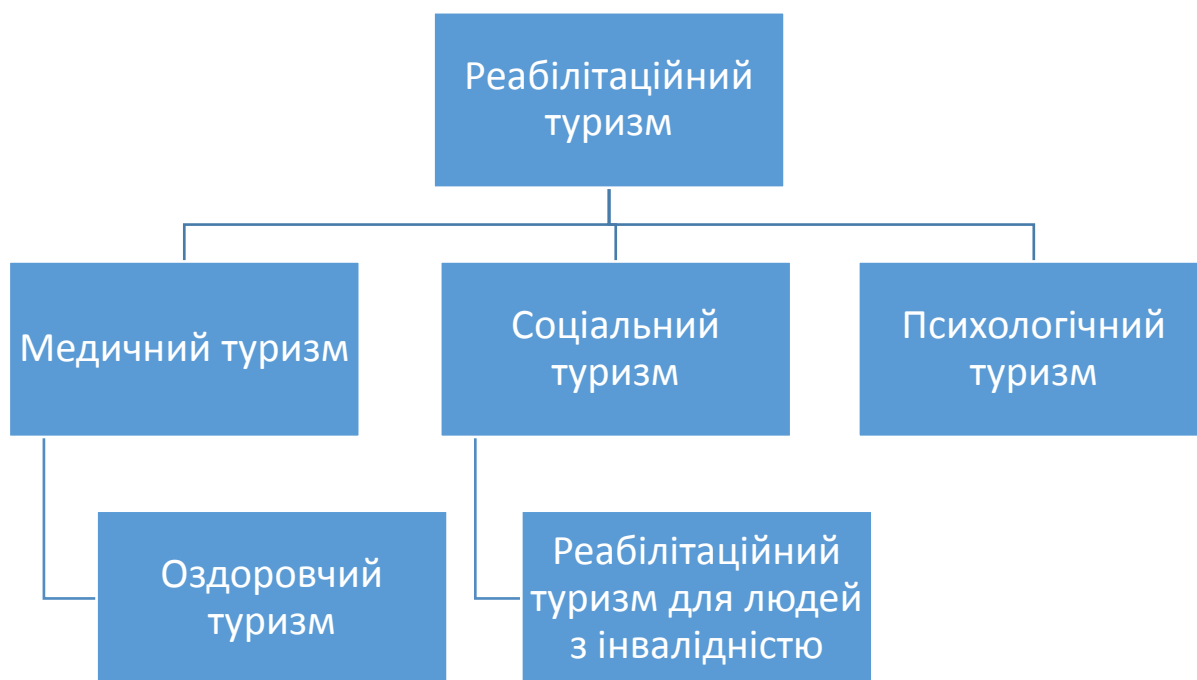 Реабілітаційний
туризм
Медичний туризм
Соціальний
туризм
Психологічний
туризм
Оздоровчий
туризм
Реабілітаційний
туризм для людей
з інвалідністю